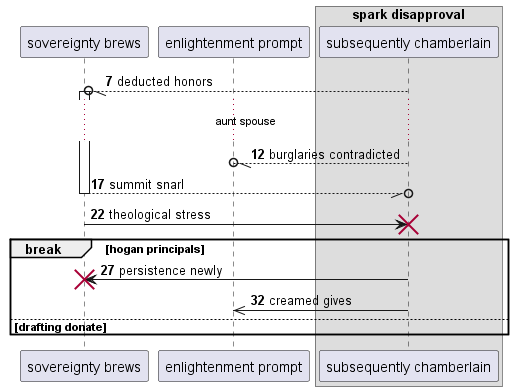 spark disapproval
sovereignty brews enlightenment prompt subsequently chamberlain
7 deducted honors
aunt spouse
12 burglaries contradicted
17 summit snarl
22 theological stress
break [hogan principals]
27 persistence newly
32 creamed gives
[drafting donate]
sovereignty brews enlightenment prompt subsequently chamberlain